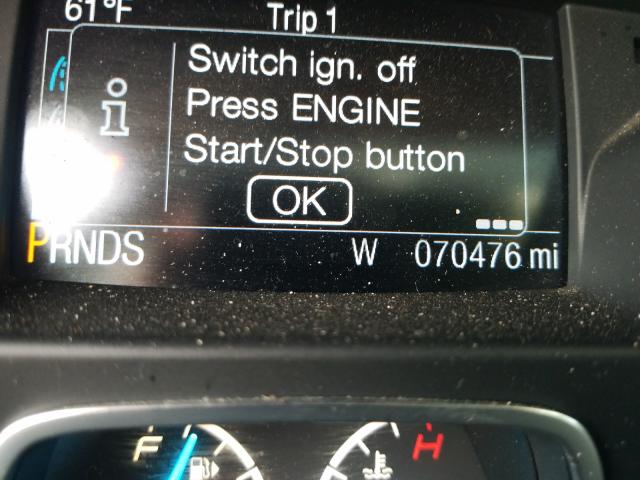 61°F Trip 1
Switch ign. off
Press ENGINE
Start/Stop button
OK
PRNDS W 070476 mi
F H